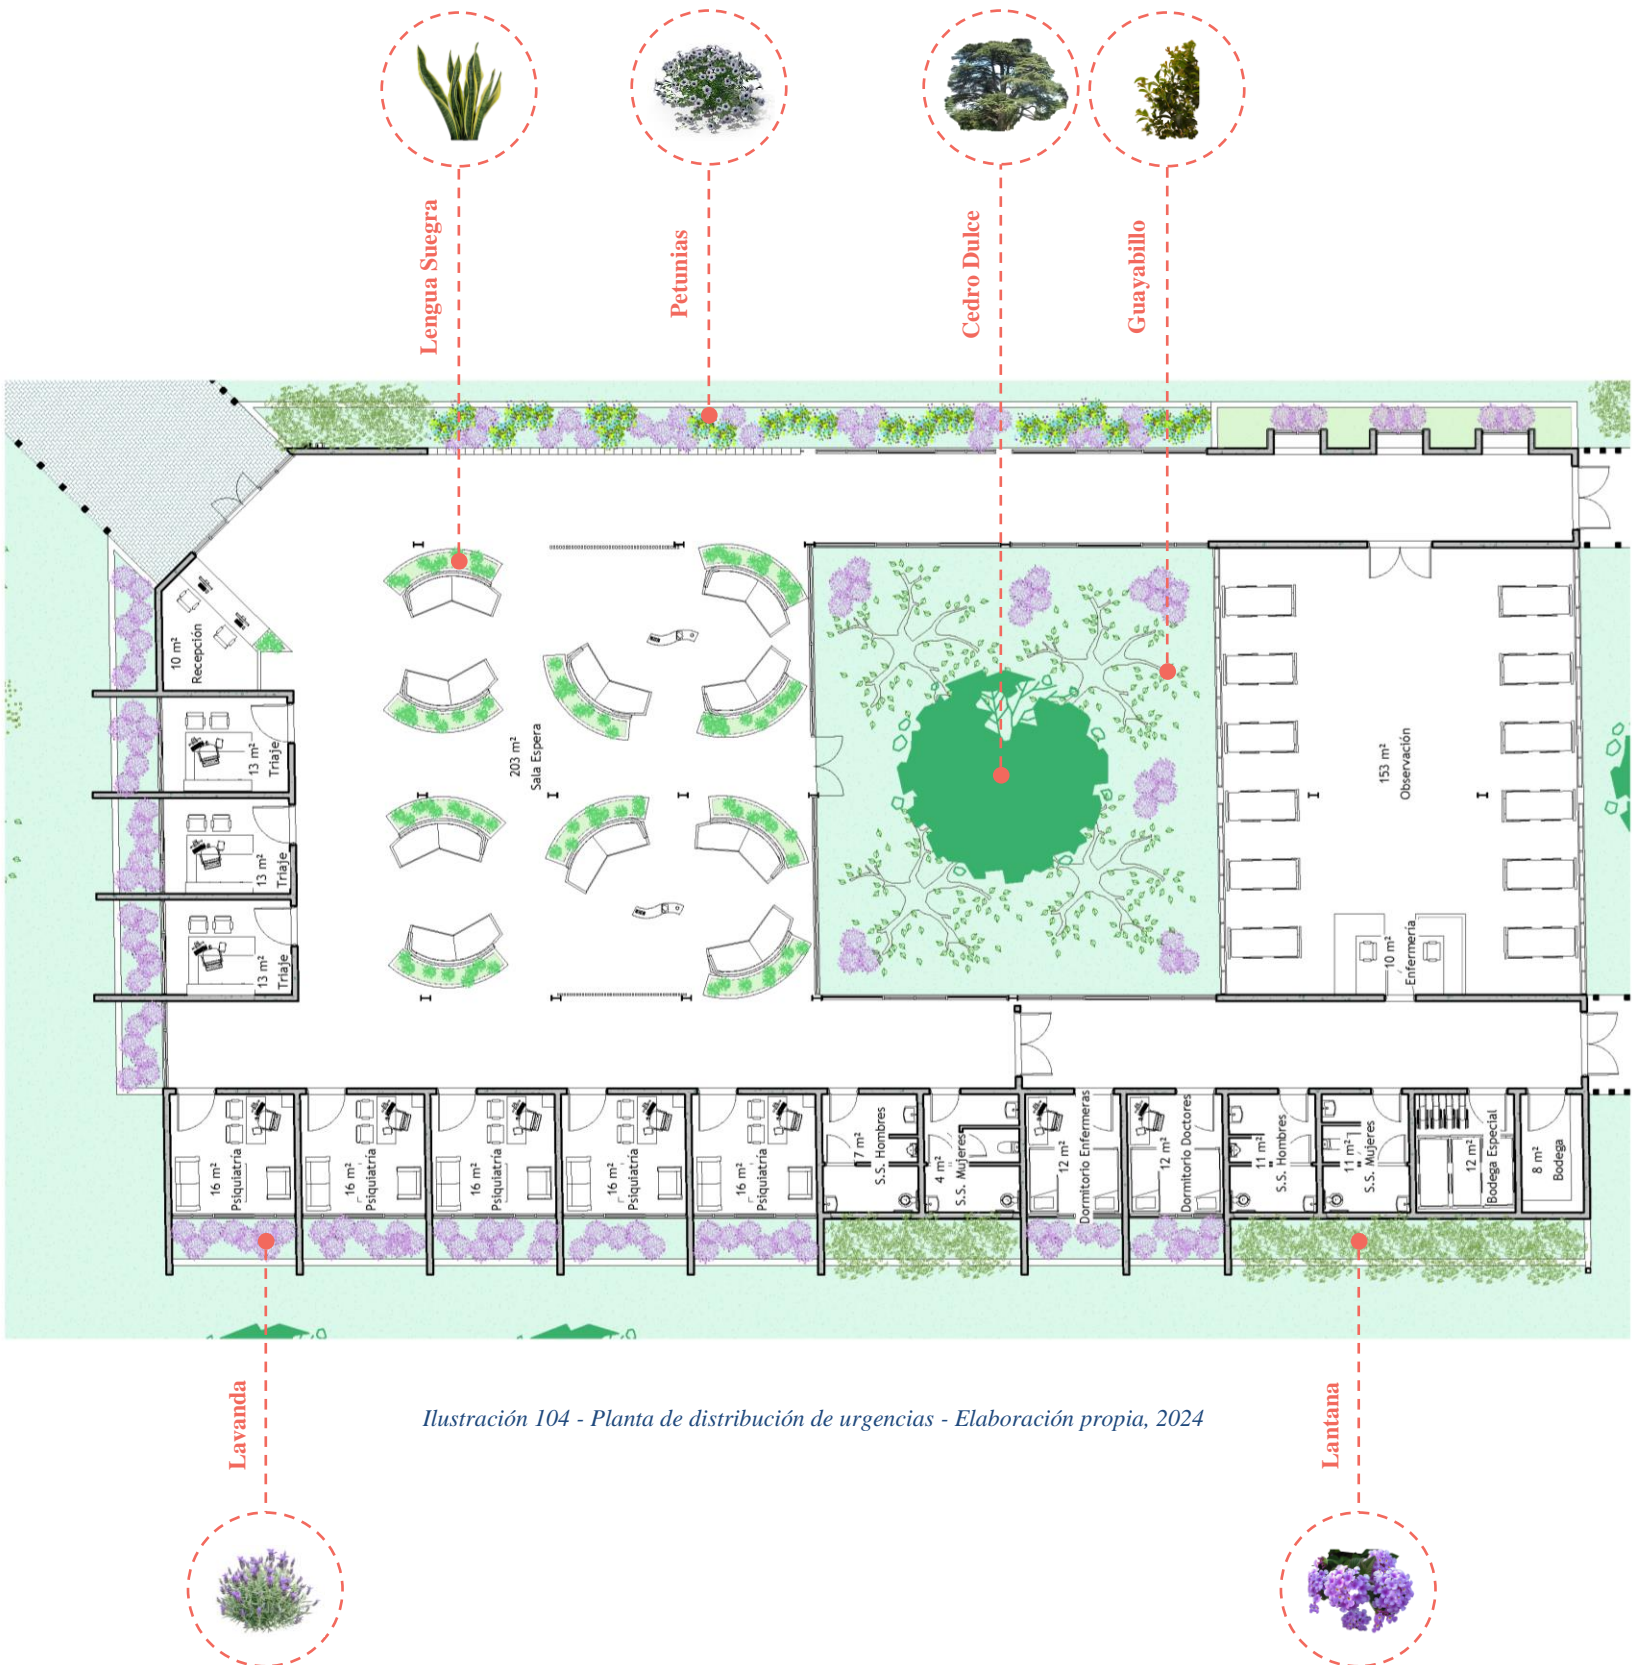 Lengua Suegra
Petunias
Cedro Dulce
Guayabillo
10 m²
Recepción
13 m²
Triaje
13 m²
Triaje
13 m²
Triaje
203 m²
Sala Espera
153 m²
Observación
10 m²
Enfermería
16 m²
Psiquiatría
16 m²
Psiquiatría
16 m²
Psiquiatría
16 m²
Psiquiatría
16 m²
Psiquiatría
7 m²
S.S. Hombres
4 m²
S.S. Mujeres
12 m²
Dormitorio Enfermeras
12 m²
Dormitorio Doctores
11 m²
S.S. Hombres
11 m²
S.S. Mujeres
12 m²
Bodega Especial
8 m²
Bodega
Lavanda
Ilustración 104 - Planta de distribución de urgencias - Elaboración propia, 2024
Lantana